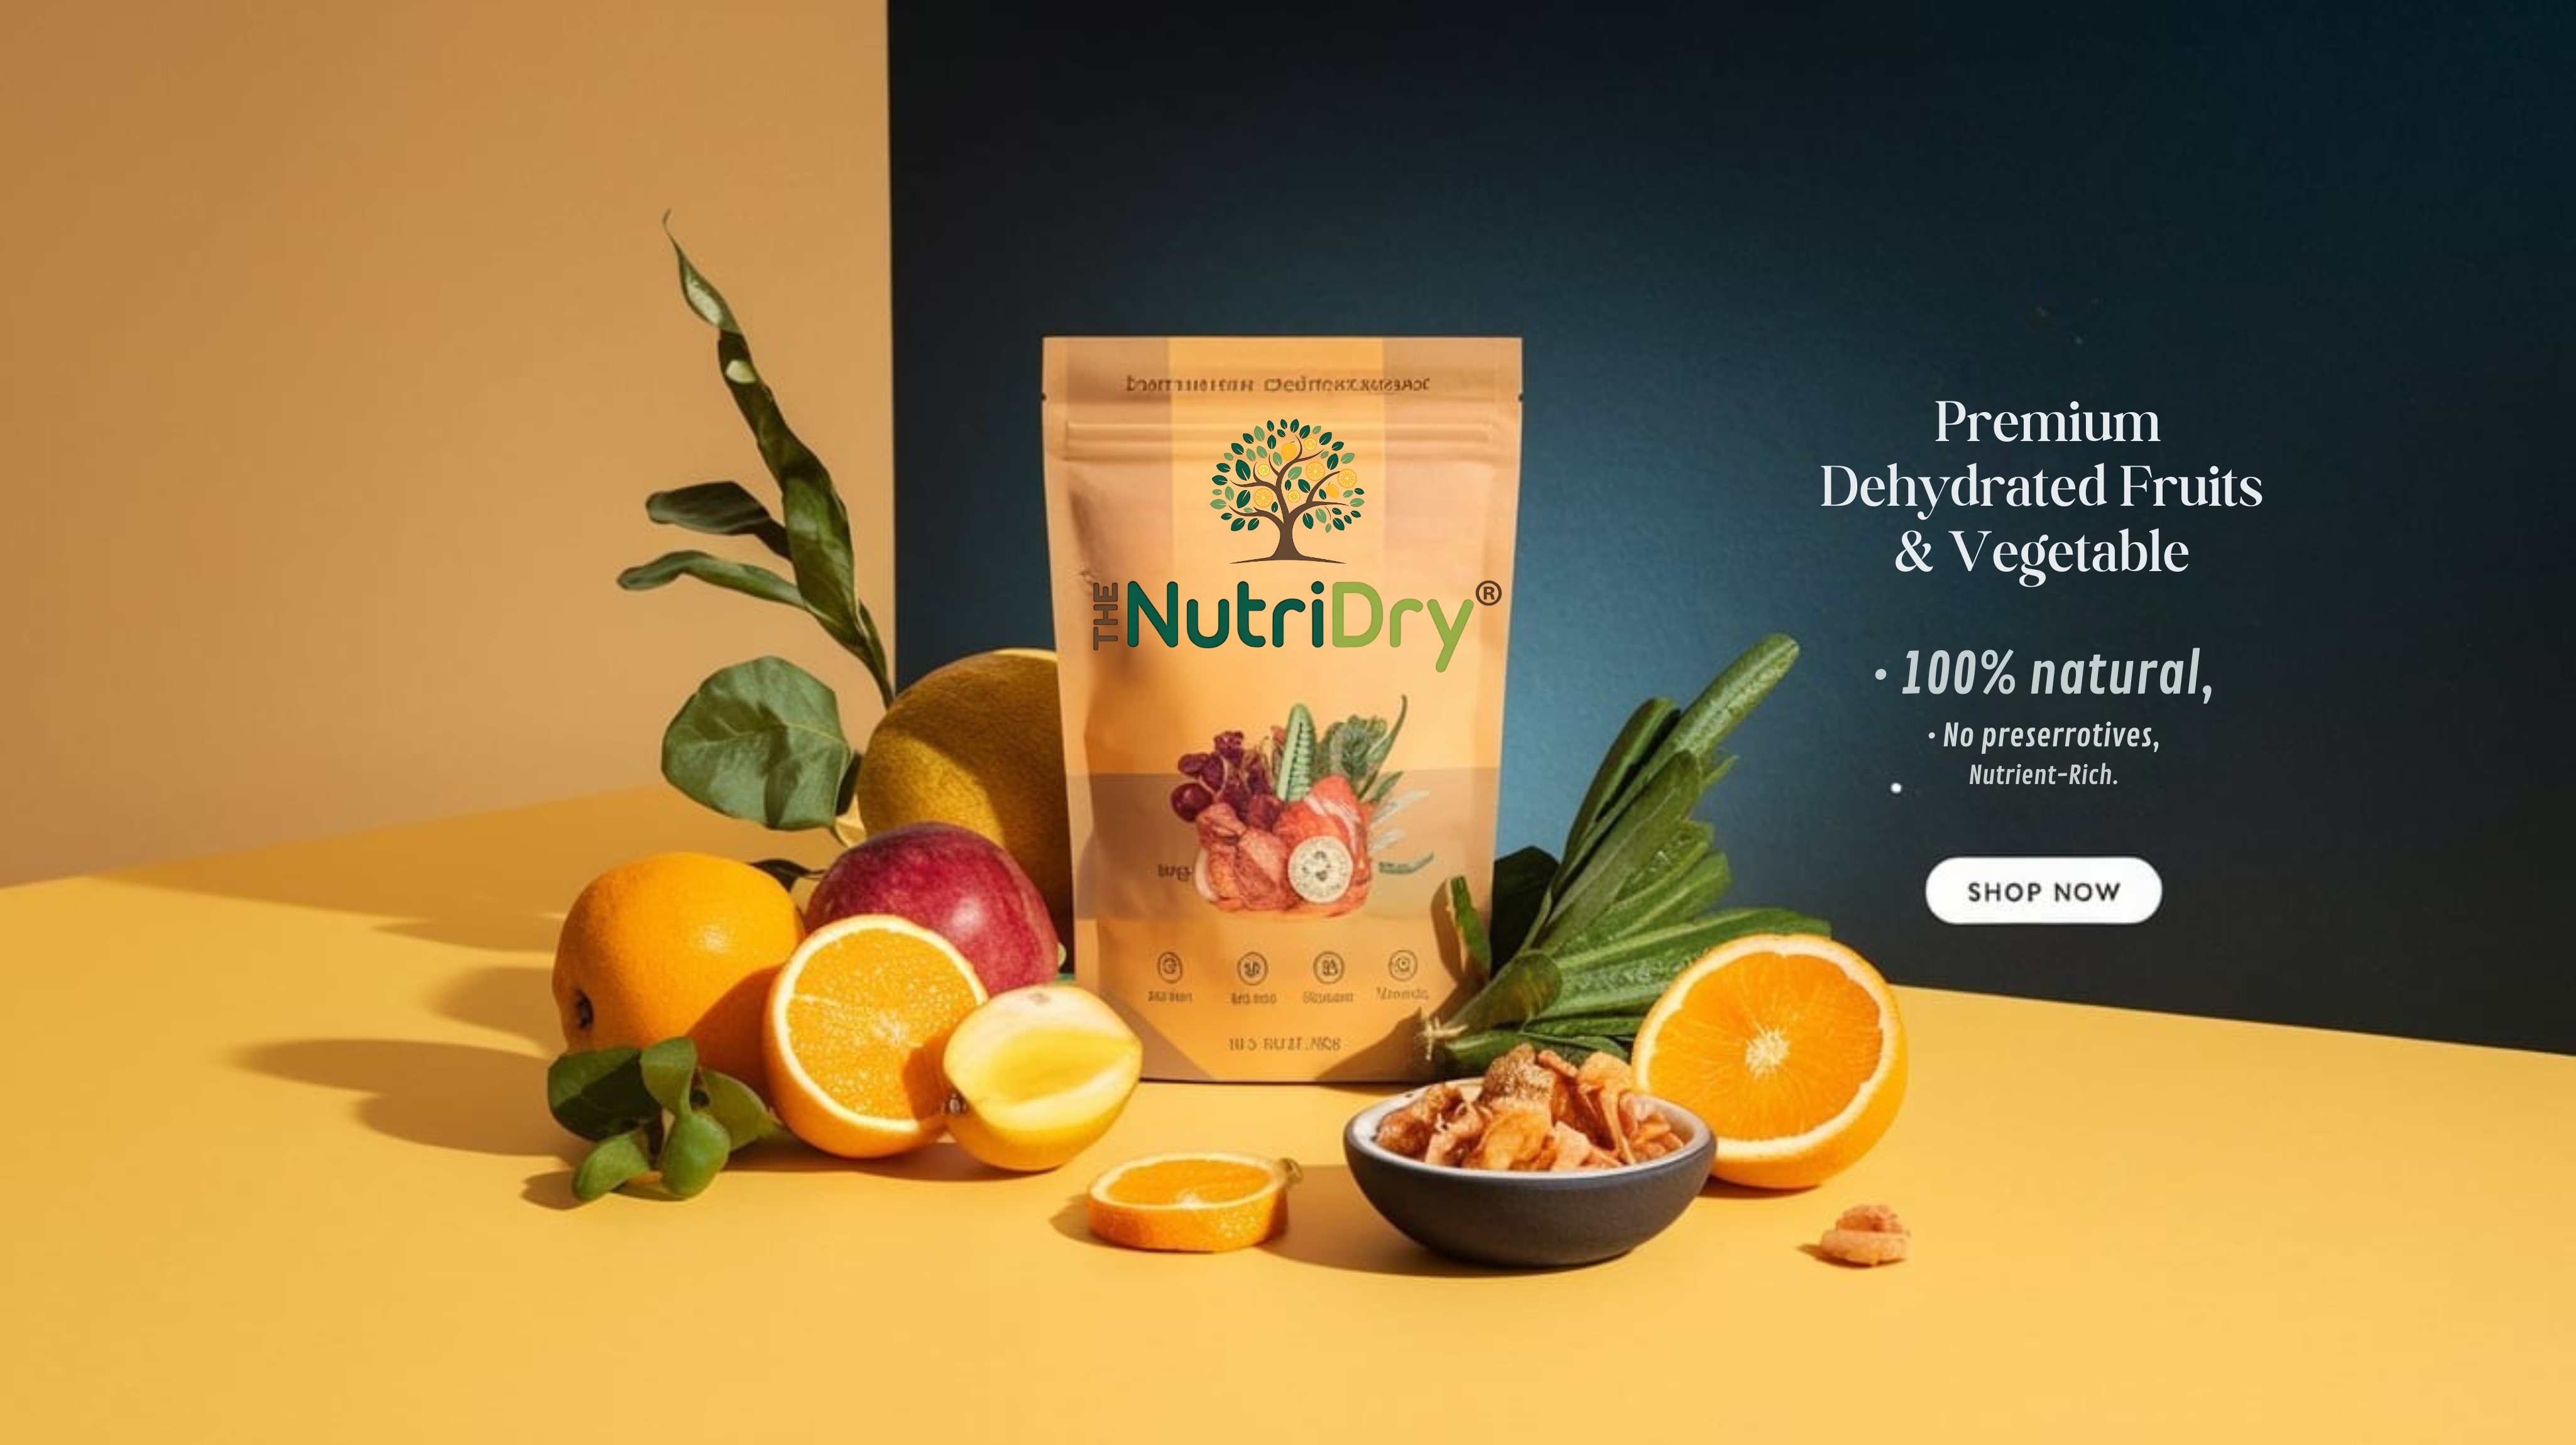 THE NutriDry®
Premium
Dehydrated Fruits
& Vegetable
• 100% natural,
• No preserrotives,
Nutrient-Rich.
SHOP NOW